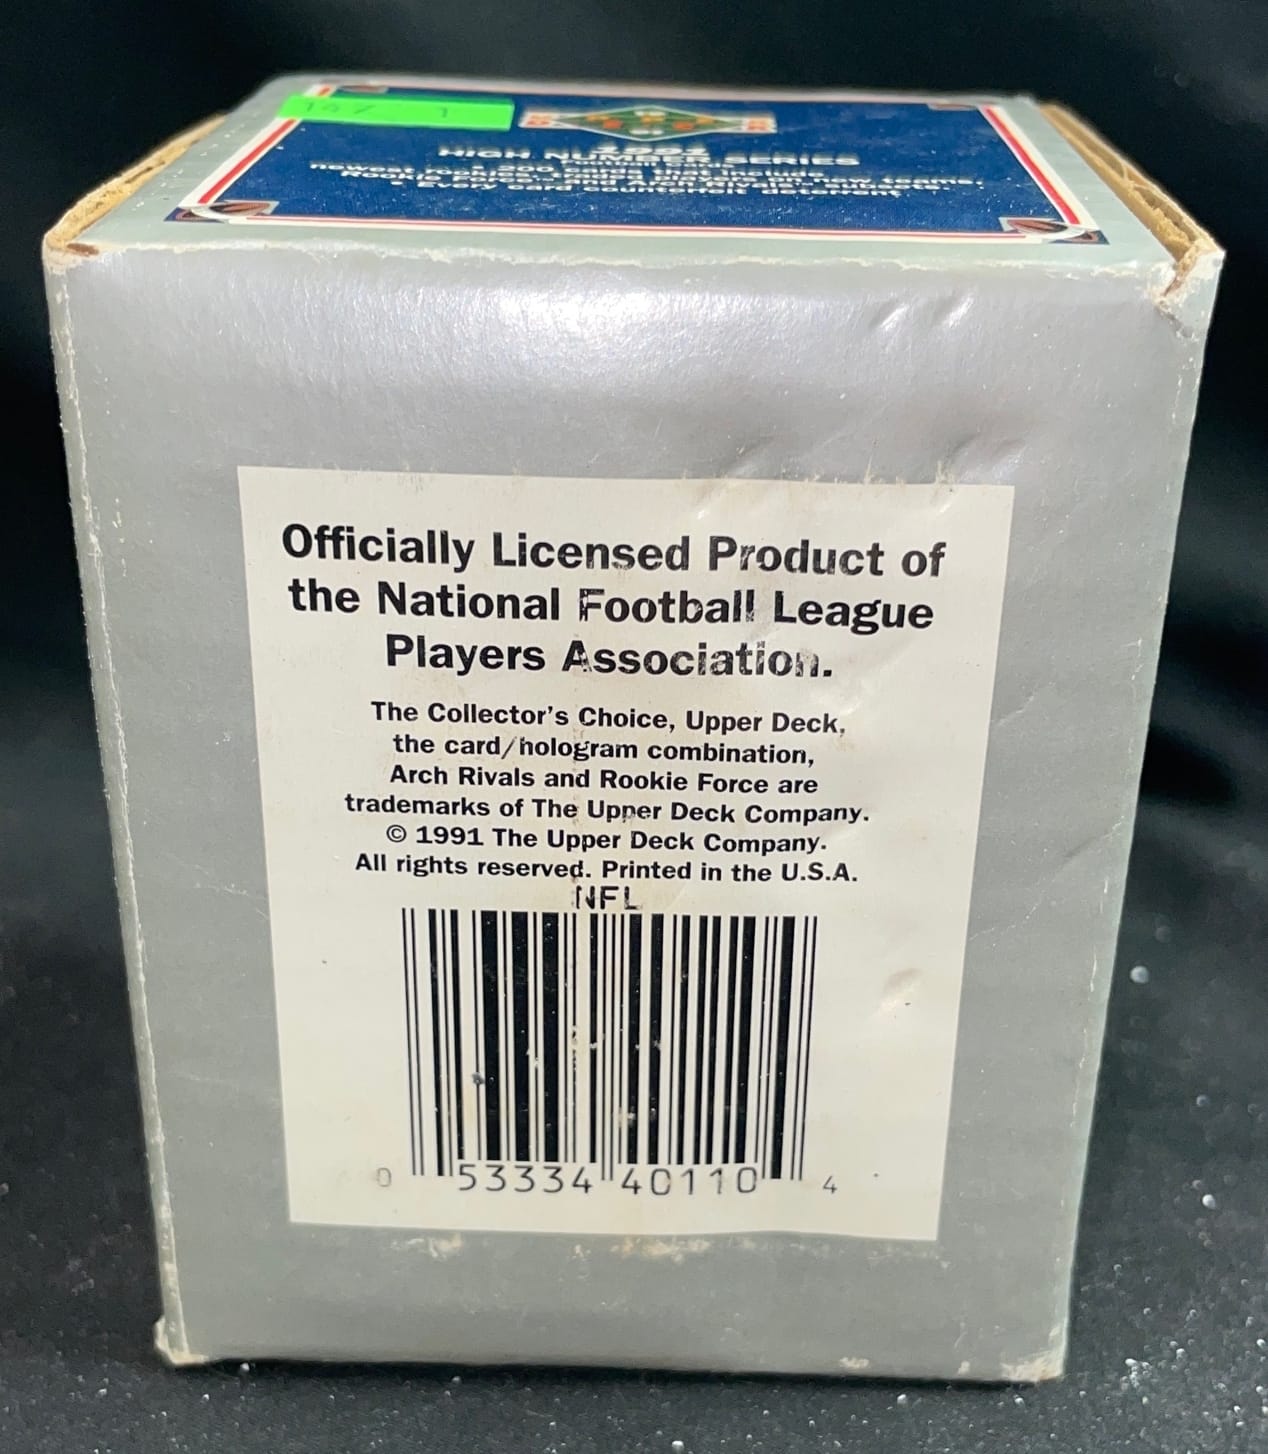 HIGH NUMBER SERIES
Officially Licensed Product of
the National Football League
Players Association.
The Collector's Choice, Upper Deck,
the card/hologram combination,
Arch Rivals and Rookie Force are
trademarks of The Upper Deck Company.
© 1991 The Upper Deck Company.
All rights reserved. Printed in the U.S.A.
NFL
0 53334 40110 4